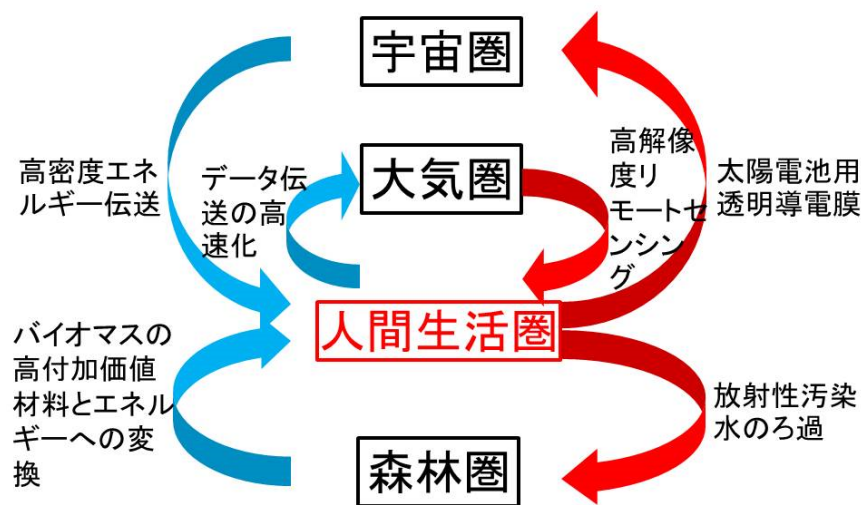 宇宙圏
高密度エネ
ルギー伝送
データ伝
送の高
速化
大気圏
高解像
度リ
モートセ
ンシン
グ
太陽電池用
透明導電膜
人間生活圏
バイオマスの
高付加価値
材料とエネル
ギーへの変
換
放射性汚染
水のろ過
森林圏